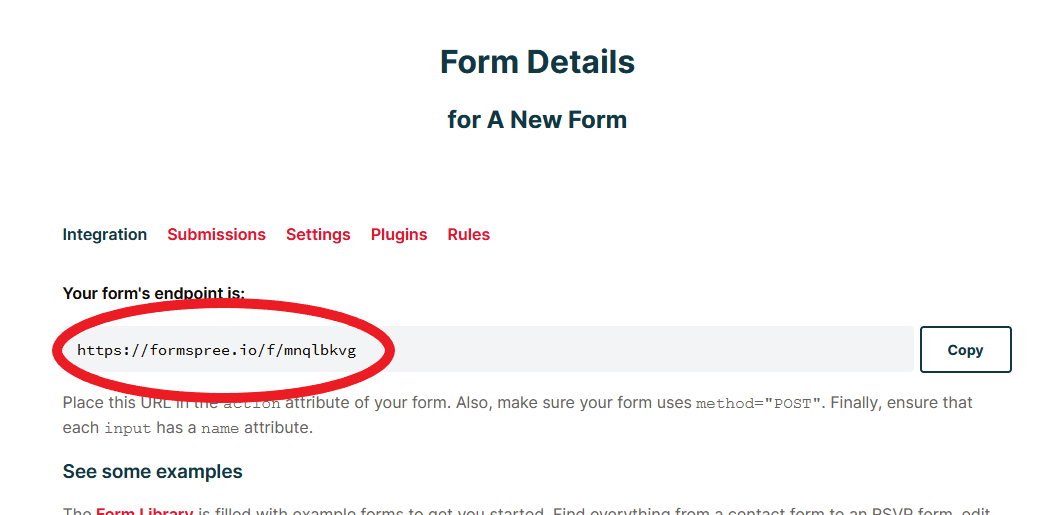 Form Details
for A New Form
Integration Submissions Settings Plugins Rules
Your form's endpoint is:
https://formspree.io/f/mnqlbkvg Copy
Place this URL in the action attribute of your form. Also, make sure your form uses method="POST". Finally, ensure that
each input has a name attribute.
See some examples
The Form Library is filled with example forms to get you started. Find everything from a contact form to an RSVP form, edit